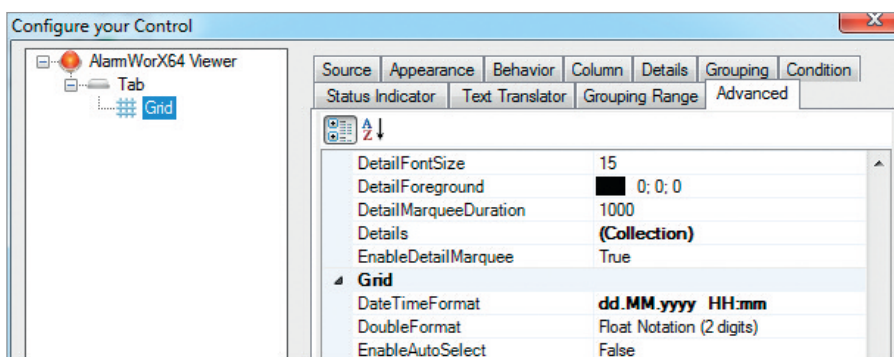 Configure your Control
AlarmWorX64 Viewer
Tab
Grid
Source Appearance Behavior Column Details Grouping Condition
Status Indicator Text Translator Grouping Range Advanced
A
Z
DetailFontSize 15
DetailForeground 0; 0; 0
DetailMarqueeDuration 1000
Details (Collection)
EnableDetailMarquee True
Grid
DateTimeFormat dd.MM.yyyy HH:mm
DoubleFormat Float Notation (2 digits)
EnableAutoSelect False